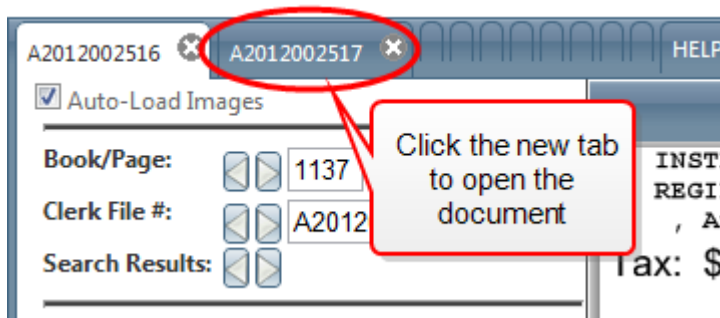 A2012002516
A2012002517
HELP
Auto-Load Images
Book/Page:
1137
Clerk File #:
A2012
Search Results:
Click the new tab
to open the
document
INST
REGI
, A
Tax: $